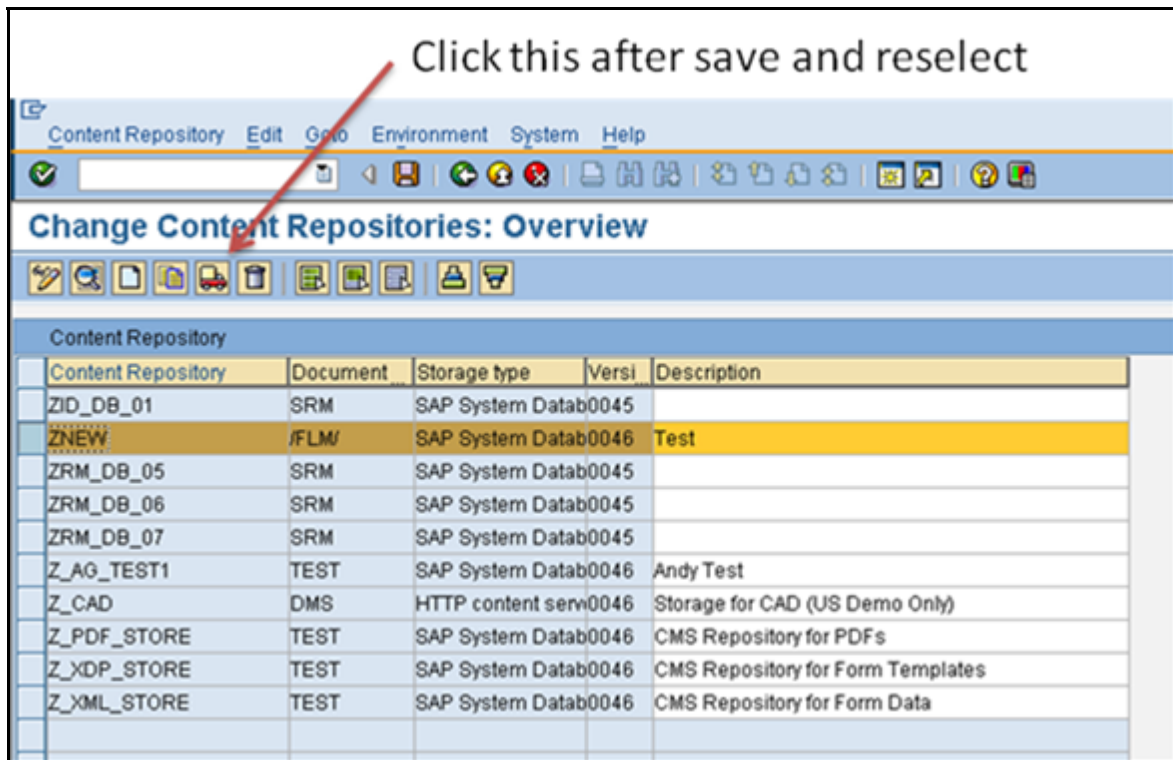 Click this after save and reselect
Content Repository Edit Goto Environment System Help
Change Content Repositories: Overview
Content Repository
Content Repository Document... Storage type Versi... Description
ZID_DB_01 SRM SAP System Datab 0045
ZNEW /FLM/ SAP System Datab 0046 Test
ZRM_DB_05 SRM SAP System Datab 0045
ZRM_DB_06 SRM SAP System Datab 0045
ZRM_DB_07 SRM SAP System Datab 0045
Z_AG_TEST1 TEST SAP System Datab 0046 Andy Test
Z_CAD DMS HTTP content serv 0046 Storage for CAD (US Demo Only)
Z_PDF_STORE TEST SAP System Datab 0046 CMS Repository for PDFs
Z_XDP_STORE TEST SAP System Datab 0046 CMS Repository for Form Templates
Z_XML_STORE TEST SAP System Datab 0046 CMS Repository for Form Data